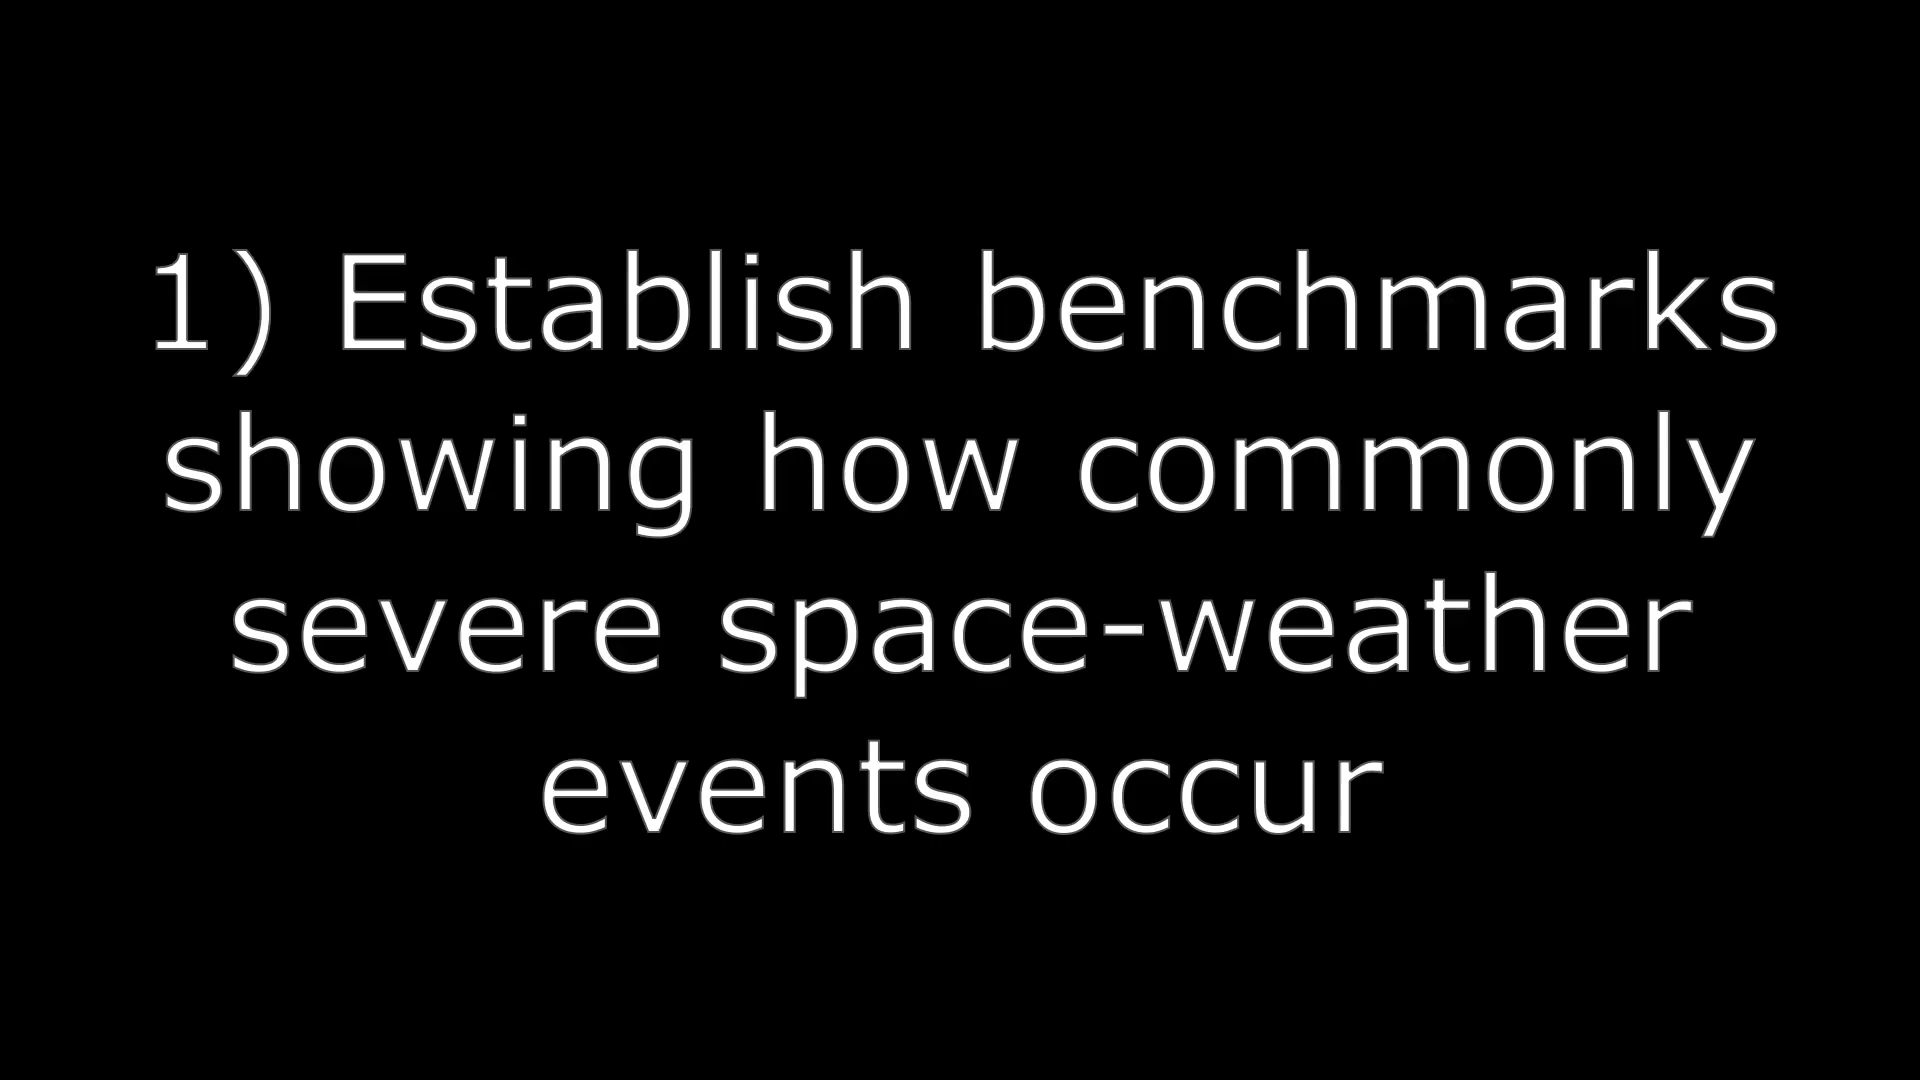 1) Establish benchmarks
showing how commonly
severe space-weather
events occur